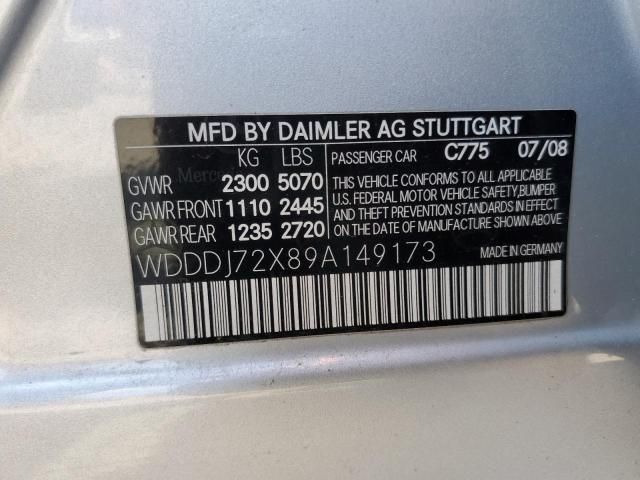 MFD BY DAIMLER AG STUTTGART
KG LBS PASSENGER CAR C775 07/08
GVWR 2300 5070
GAWR FRONT 1110 2445
GAWR REAR 1235 2720
THIS VEHICLE CONFORMS TO ALL APPLICABLE
U.S. FEDERAL MOTOR VEHICLE SAFETY, BUMPER
AND THEFT PREVENTION STANDARDS IN EFFECT
ON THE DATE OF MANUFACTURE SHOWN ABOVE.
WDDDJ72X89A149173 MADE IN GERMANY